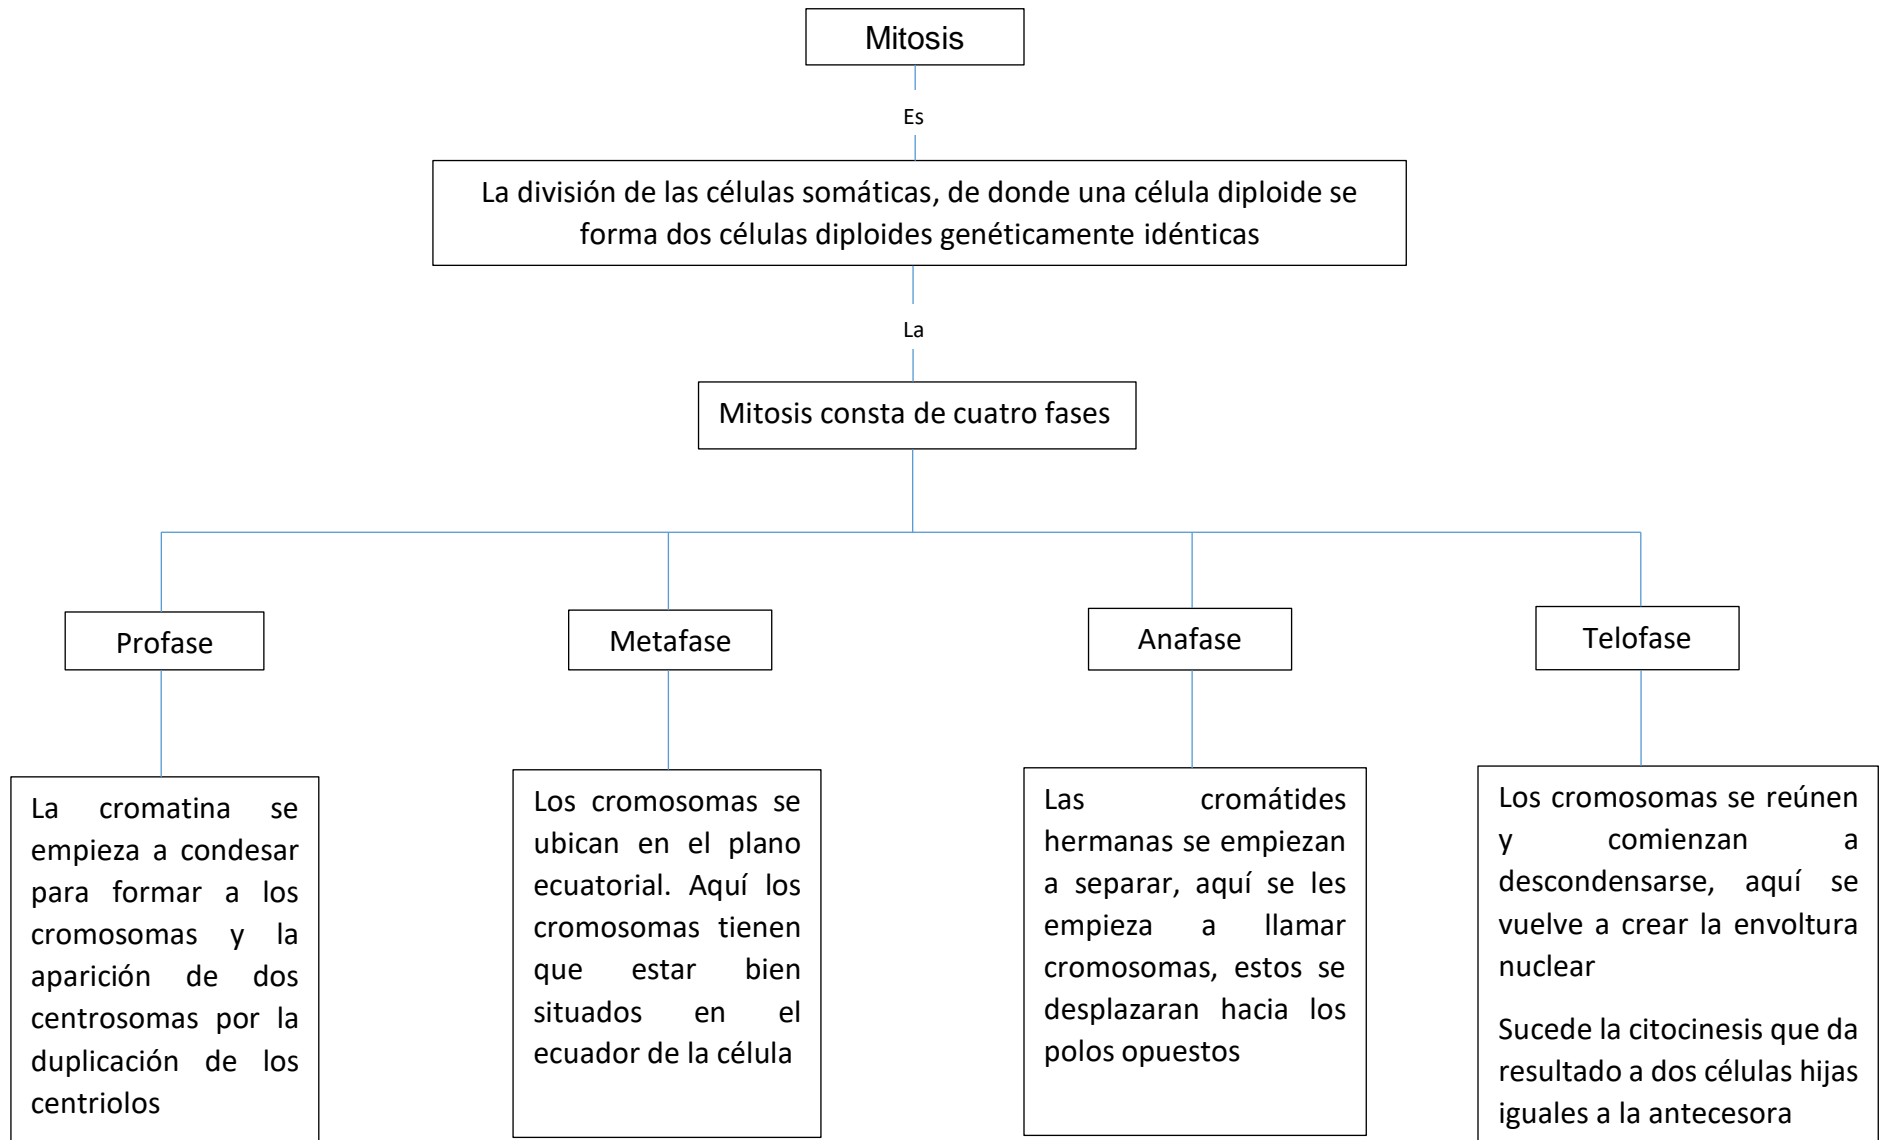 Mitosis
Es
La división de las células somáticas, de donde una célula diploide se
forma dos células diploides genéticamente idénticas
La
Mitosis consta de cuatro fases
Profase
Metafase
Anafase
Telofase
La cromatina se
empieza a condesar
para formar a los
cromosomas y la
aparición de dos
centrosomas por la
duplicación de los
centriolos
Los cromosomas se
ubican en el plano
ecuatorial. Aquí los
cromosomas tienen
que estar bien
situados en el
ecuador de la célula
Las cromátides
hermanas se empiezan
a separar, aquí se les
empieza a llamar
cromosomas, estos se
desplazaran hacia los
polos opuestos
Los cromosomas se reúnen
y comienzan a
descondensarse, aquí se
vuelve a crear la envoltura
nuclear
Sucede la citocinesis que da
resultado a dos células hijas
iguales a la antecesora